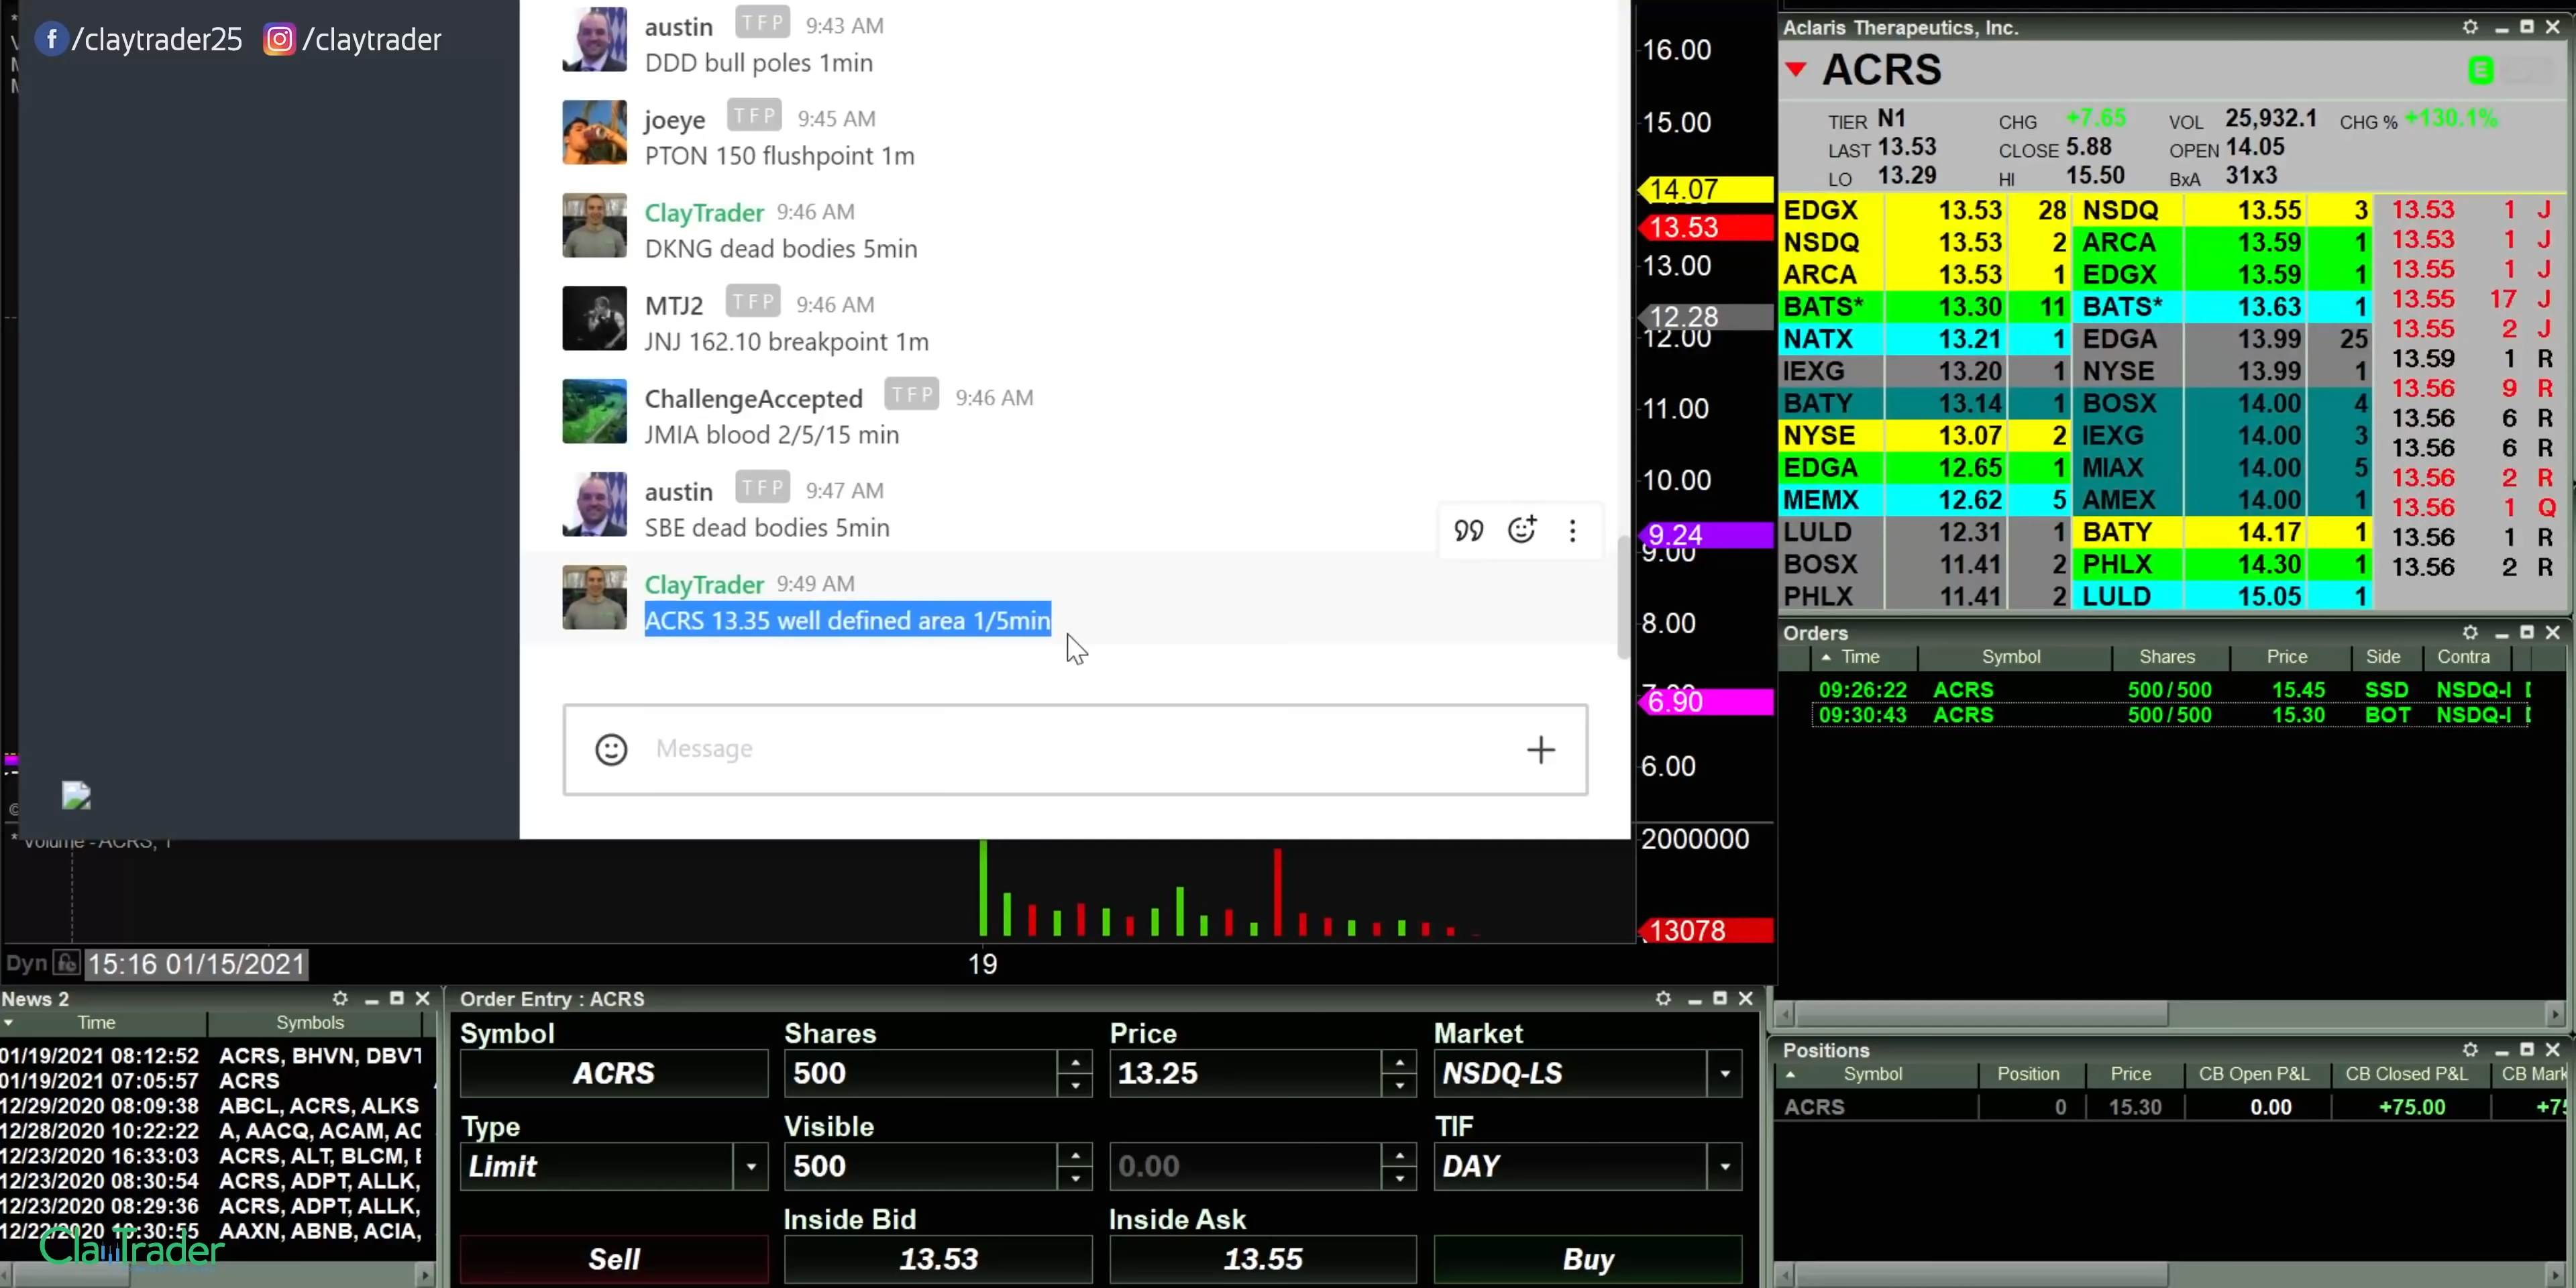 /claytrader25 /claytrader
austin TFP 9:43 AM
DDD bull poles 1min
joeye TFP 9:45 AM
PTON 150 flushpoint 1m
ClayTrader 9:46 AM
DKNG dead bodies 5min
MTJ2 TFP 9:46 AM
JNJ 162.10 breakpoint 1m
ChallengeAccepted TFP 9:46 AM
JMIA blood 2/5/15 min
austin TFP 9:47 AM
SBE dead bodies 5min
ClayTrader 9:49 AM
ACRS 13.35 well defined area 1/5min
Message
16.00
15.00
14.07
13.53
13.00
12.28
12.00
11.00
10.00
9.24
9.00
8.00
6.90
6.00
2000000
13078
Volume - ACRS, 1
Dyn 15:16 01/15/2021
19
Aclaris Therapeutics, Inc.
ACRS E
TIER N1 CHG +7.65 VOL 25,932.1 CHG % +130.1%
LAST 13.53 CLOSE 5.88 OPEN 14.05
LO 13.29 HI 15.50 BxA 31x3
EDGX 13.53 28 NSDQ 13.55 3 13.53 1 J
NSDQ 13.53 2 ARCA 13.59 1 13.53 1 J
ARCA 13.53 1 EDGX 13.59 1 13.55 1 J
BATS* 13.30 11 BATS* 13.63 1 13.55 17 J
NATX 13.21 1 EDGA 13.99 25 13.55 2 J
IEXG 13.20 1 NYSE 13.99 1 13.59 1 R
BATY 13.14 1 BOSX 14.00 4 13.56 9 R
NYSE 13.07 2 IEXG 14.00 3 13.56 6 R
EDGA 12.65 1 MIAX 14.00 5 13.56 6 R
MEMX 12.62 5 AMEX 14.00 1 13.56 2 R
LULD 12.31 1 BATY 14.17 1 13.56 1 Q
BOSX 11.41 2 PHLX 14.30 1 13.56 1 R
PHLX 11.41 2 LULD 15.05 1 13.56 2 R
Orders
Time Symbol Shares Price Side Contra
09:26:22 ACRS 500/500 15.45 SSD NSDQ-I
09:30:43 ACRS 500/500 15.30 BOT NSDQ-I
Positions
Symbol Position Price CB Open P&L CB Closed P&L CB Mark
ACRS 0 15.30 0.00 +75.00 +75
News 2
Time Symbols
01/19/2021 08:12:52 ACRS, BHVN, DBVT
01/19/2021 07:05:57 ACRS
12/29/2020 08:09:38 ABCL, ACRS, ALKS
12/28/2020 10:22:22 A, AACQ, ACAM, AC
12/23/2020 16:33:03 ACRS, ALT, BLCM, E
12/23/2020 08:30:54 ACRS, ADPT, ALLK,
12/23/2020 08:29:36 ACRS, ADPT, ALLK,
12/22/2020 10:30:55 AAXN, ABNB, ACIA,
ClayTrader
Order Entry : ACRS
Symbol Shares Price Market
ACRS 500 13.25 NSDQ-LS
Type Visible TIF
Limit 500 0.00 DAY
Inside Bid Inside Ask
Sell 13.53 13.55 Buy